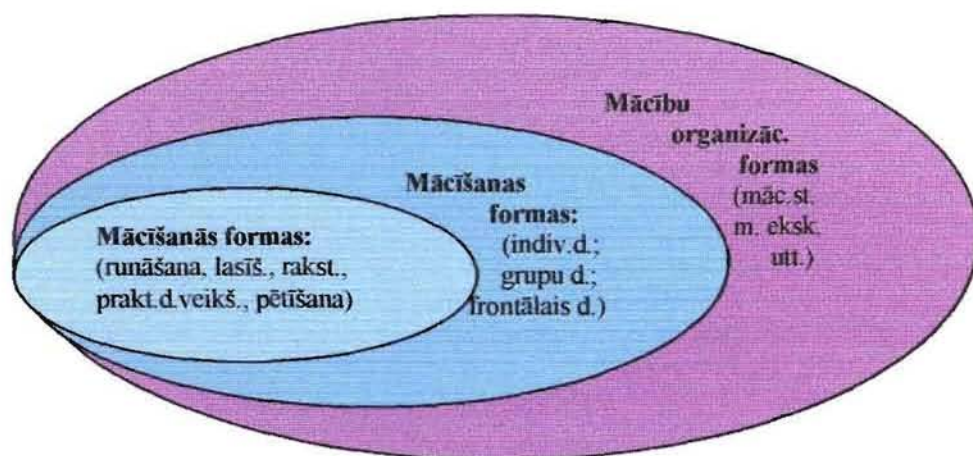 Mācību
organizāc.
formas
(māc.st.
m. eksk.
utt.)
Mācīšanas
formas:
(indiv.d.;
grupu d.;
frontālais d.)
Mācīšanās formas:
(runāšana, lasīš., rakst.,
prakt.d.veikš., pētīšana)